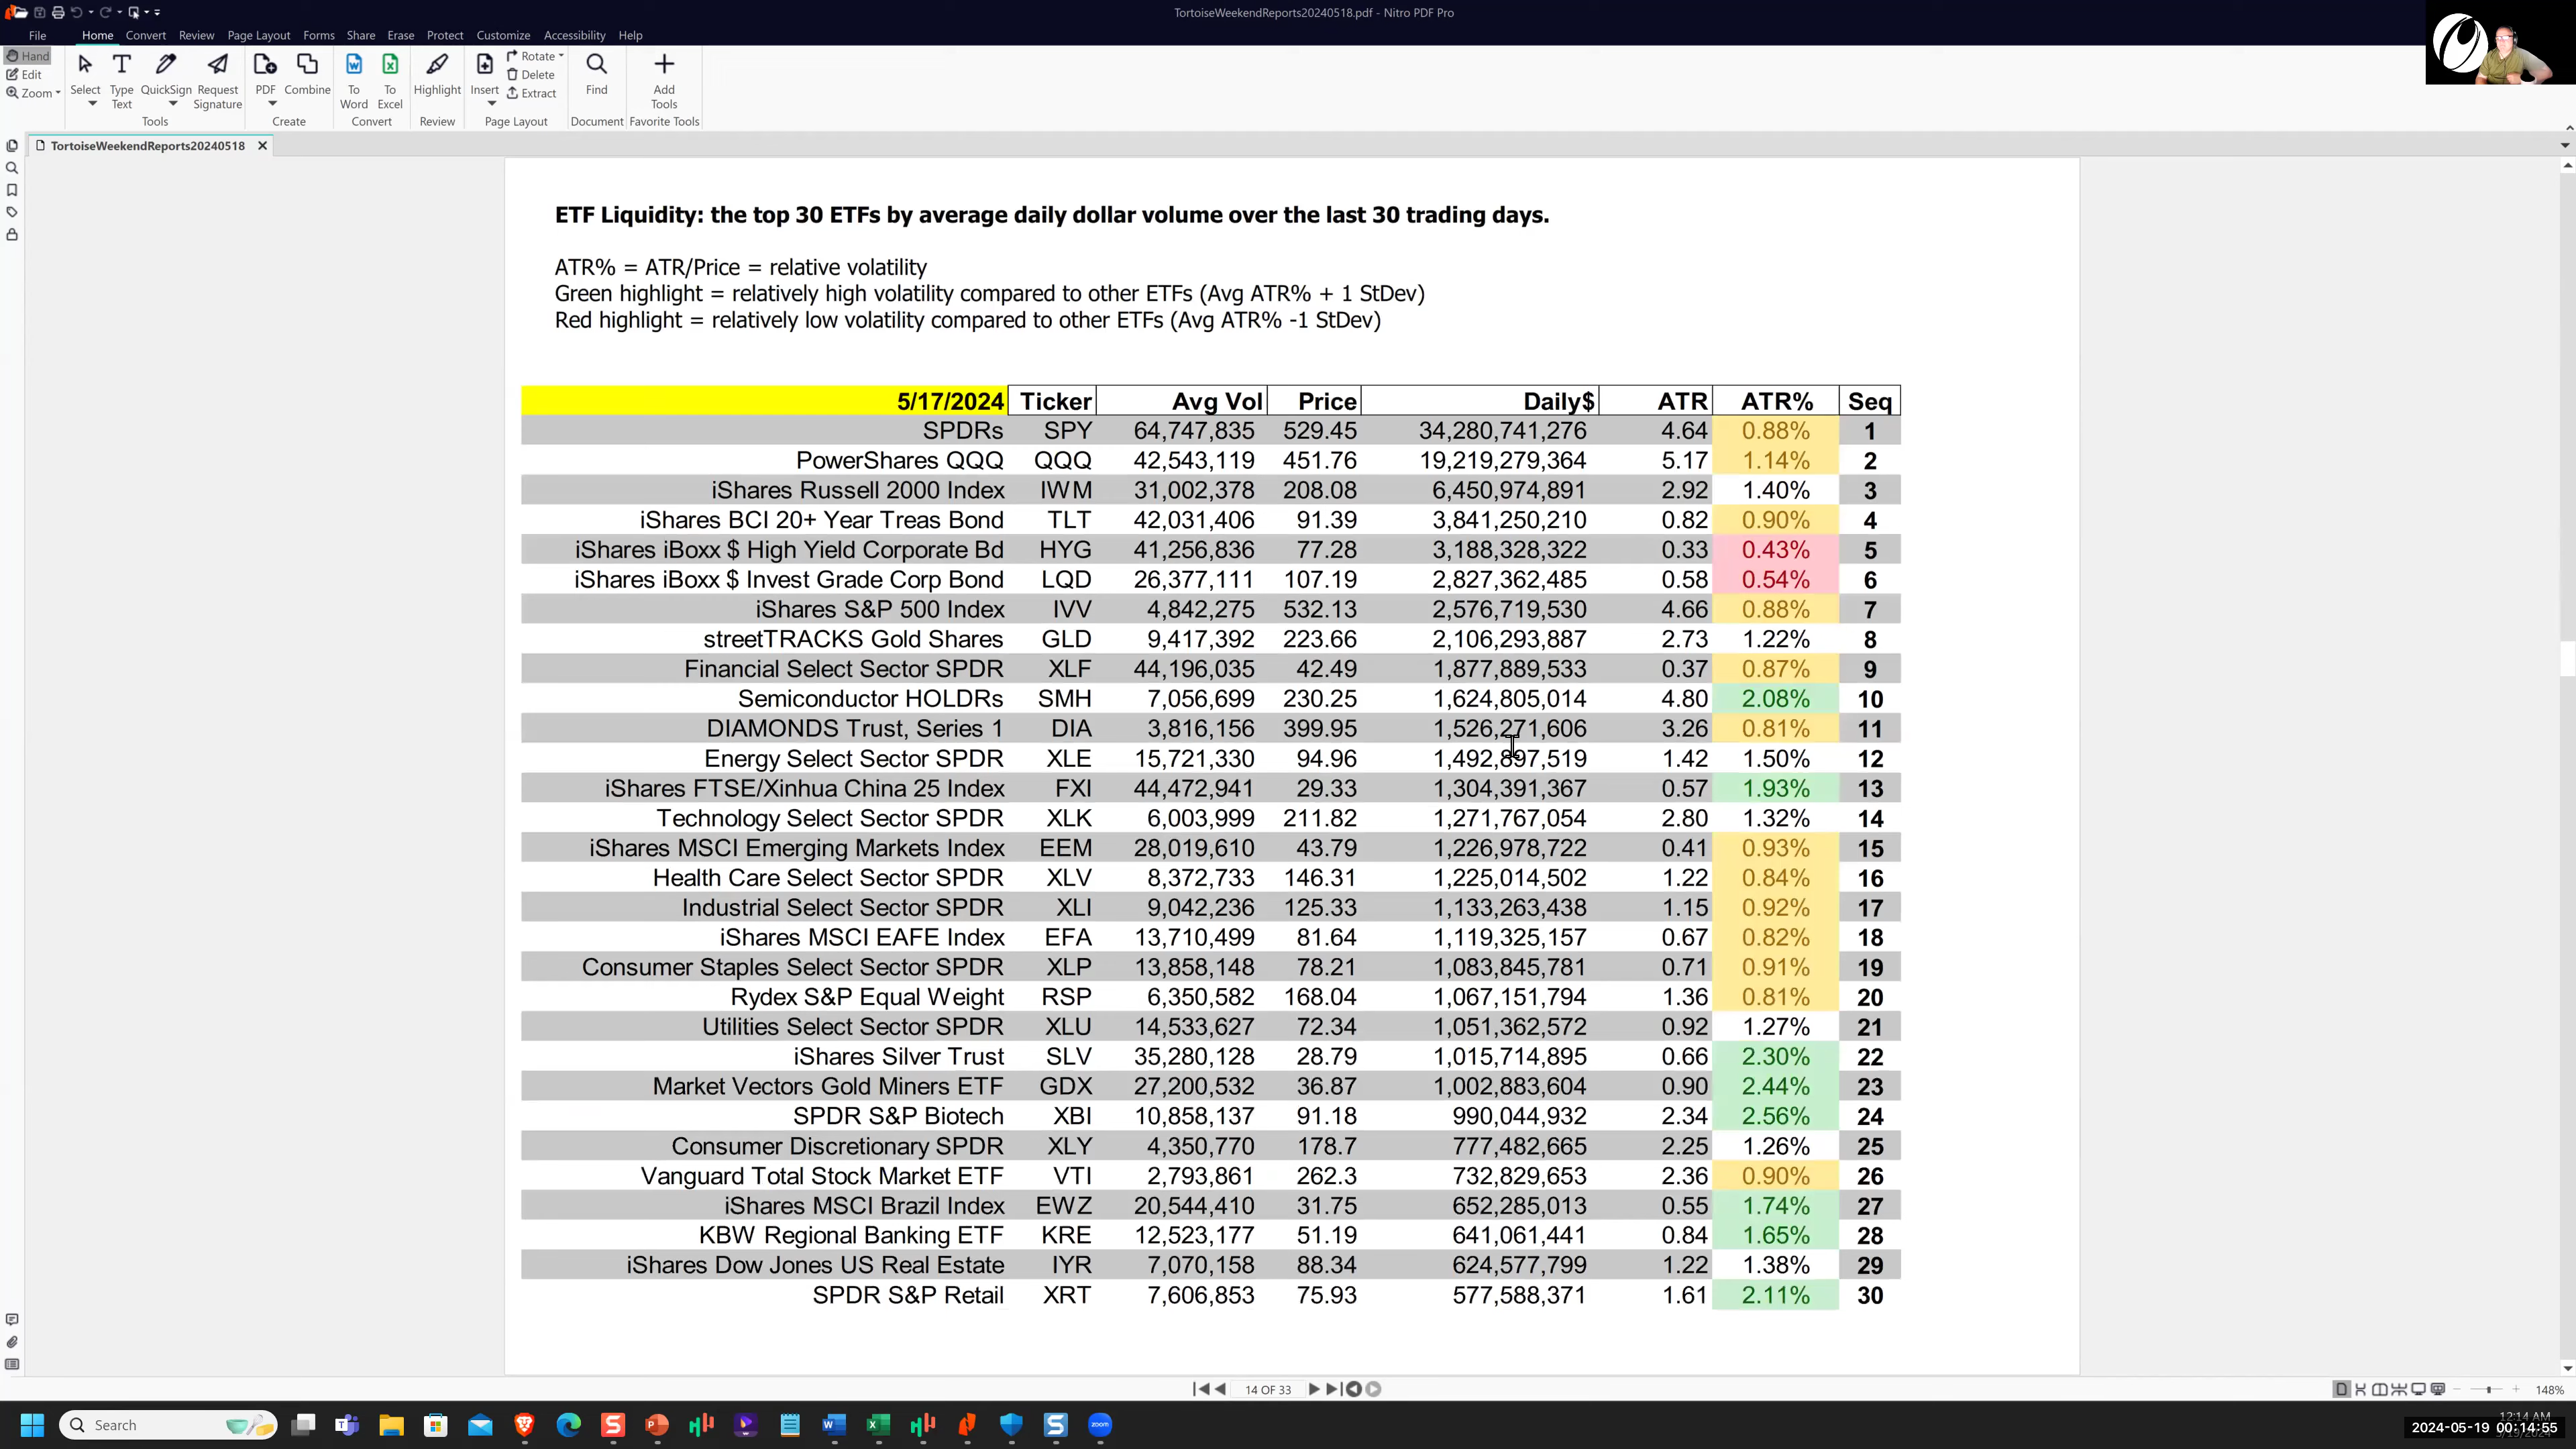 TortoiseWeekendReports20240518.pdf - Nitro PDF Pro
File Home Convert Review Page Layout Forms Share Erase Protect Customize Accessibility Help
Hand
Edit
Zoom
Select
Type Text
QuickSign
Request Signature
Tools
PDF
Combine
Create
To Word
To Excel
Convert
Highlight
Review
Insert
Rotate
Delete
Extract
Page Layout
Find
Document
Add Tools
Favorite Tools
TortoiseWeekendReports20240518
ETF Liquidity: the top 30 ETFs by average daily dollar volume over the last 30 trading days.
ATR% = ATR/Price = relative volatility
Green highlight = relatively high volatility compared to other ETFs (Avg ATR% + 1 StDev)
Red highlight = relatively low volatility compared to other ETFs (Avg ATR% -1 StDev)
5/17/2024 Ticker Avg Vol Price Daily$ ATR ATR% Seq
SPDRs SPY 64,747,835 529.45 34,280,741,276 4.64 0.88% 1
PowerShares QQQ QQQ 42,543,119 451.76 19,219,279,364 5.17 1.14% 2
iShares Russell 2000 Index IWM 31,002,378 208.08 6,450,974,891 2.92 1.40% 3
iShares BCI 20+ Year Treas Bond TLT 42,031,406 91.39 3,841,250,210 0.82 0.90% 4
iShares iBoxx $ High Yield Corporate Bd HYG 41,256,836 77.28 3,188,328,322 0.33 0.43% 5
iShares iBoxx $ Invest Grade Corp Bond LQD 26,377,111 107.19 2,827,362,485 0.58 0.54% 6
iShares S&P 500 Index IVV 4,842,275 532.13 2,576,719,530 4.66 0.88% 7
streetTRACKS Gold Shares GLD 9,417,392 223.66 2,106,293,887 2.73 1.22% 8
Financial Select Sector SPDR XLF 44,196,035 42.49 1,877,889,533 0.37 0.87% 9
Semiconductor HOLDRs SMH 7,056,699 230.25 1,624,805,014 4.80 2.08% 10
DIAMONDS Trust, Series 1 DIA 3,816,156 399.95 1,526,271,606 3.26 0.81% 11
Energy Select Sector SPDR XLE 15,721,330 94.96 1,492,897,519 1.42 1.50% 12
iShares FTSE/Xinhua China 25 Index FXI 44,472,941 29.33 1,304,391,367 0.57 1.93% 13
Technology Select Sector SPDR XLK 6,003,999 211.82 1,271,767,054 2.80 1.32% 14
iShares MSCI Emerging Markets Index EEM 28,019,610 43.79 1,226,978,722 0.41 0.93% 15
Health Care Select Sector SPDR XLV 8,372,733 146.31 1,225,014,502 1.22 0.84% 16
Industrial Select Sector SPDR XLI 9,042,236 125.33 1,133,263,438 1.15 0.92% 17
iShares MSCI EAFE Index EFA 13,710,499 81.64 1,119,325,157 0.67 0.82% 18
Consumer Staples Select Sector SPDR XLP 13,858,148 78.21 1,083,845,781 0.71 0.91% 19
Rydex S&P Equal Weight RSP 6,350,582 168.04 1,067,151,794 1.36 0.81% 20
Utilities Select Sector SPDR XLU 14,533,627 72.34 1,051,362,572 0.92 1.27% 21
iShares Silver Trust SLV 35,280,128 28.79 1,015,714,895 0.66 2.30% 22
Market Vectors Gold Miners ETF GDX 27,200,532 36.87 1,002,883,604 0.90 2.44% 23
SPDR S&P Biotech XBI 10,858,137 91.18 990,044,932 2.34 2.56% 24
Consumer Discretionary SPDR XLY 4,350,770 178.7 777,482,665 2.25 1.26% 25
Vanguard Total Stock Market ETF VTI 2,793,861 262.3 732,829,653 2.36 0.90% 26
iShares MSCI Brazil Index EWZ 20,544,410 31.75 652,285,013 0.55 1.74% 27
KBW Regional Banking ETF KRE 12,523,177 51.19 641,061,441 0.84 1.65% 28
iShares Dow Jones US Real Estate IYR 7,070,158 88.34 624,577,799 1.22 1.38% 29
SPDR S&P Retail XRT 7,606,853 75.93 577,588,371 1.61 2.11% 30
14 OF 33
148%
Search
zoom
12:14 AM
2024-05-19 00:14:55